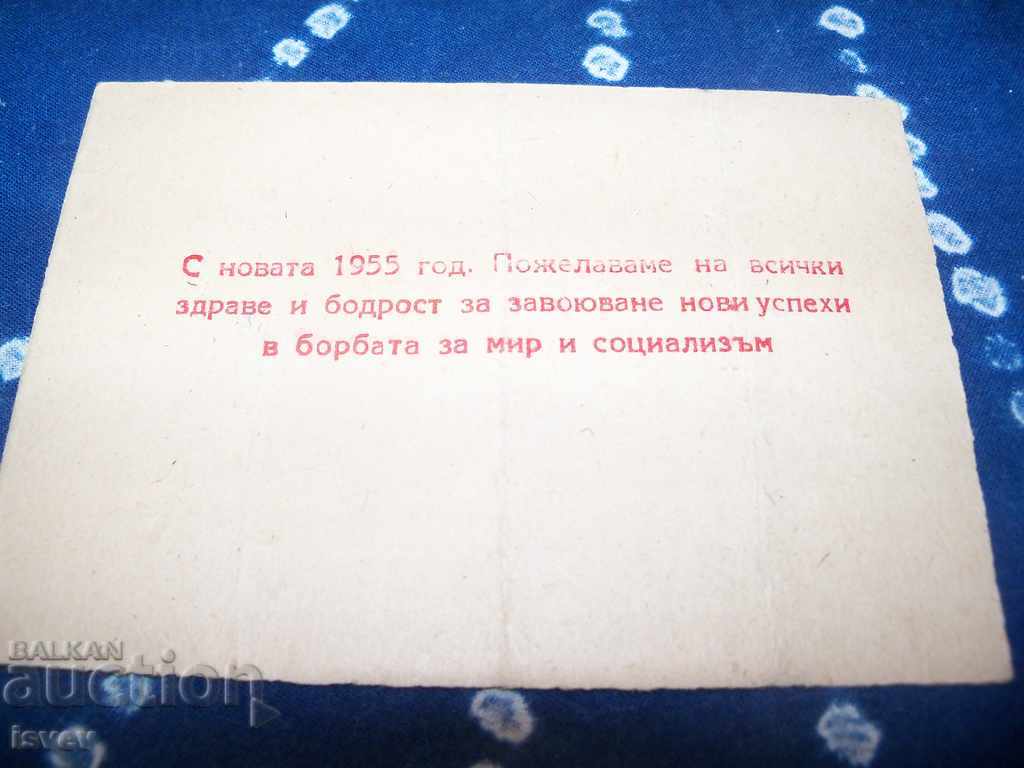 С новата 1955 год. Пожелаваме на всички
здраве и бодрост за завоюване нови успехи
в борбата за мир и социализъм
BALKAN
auction
isvev